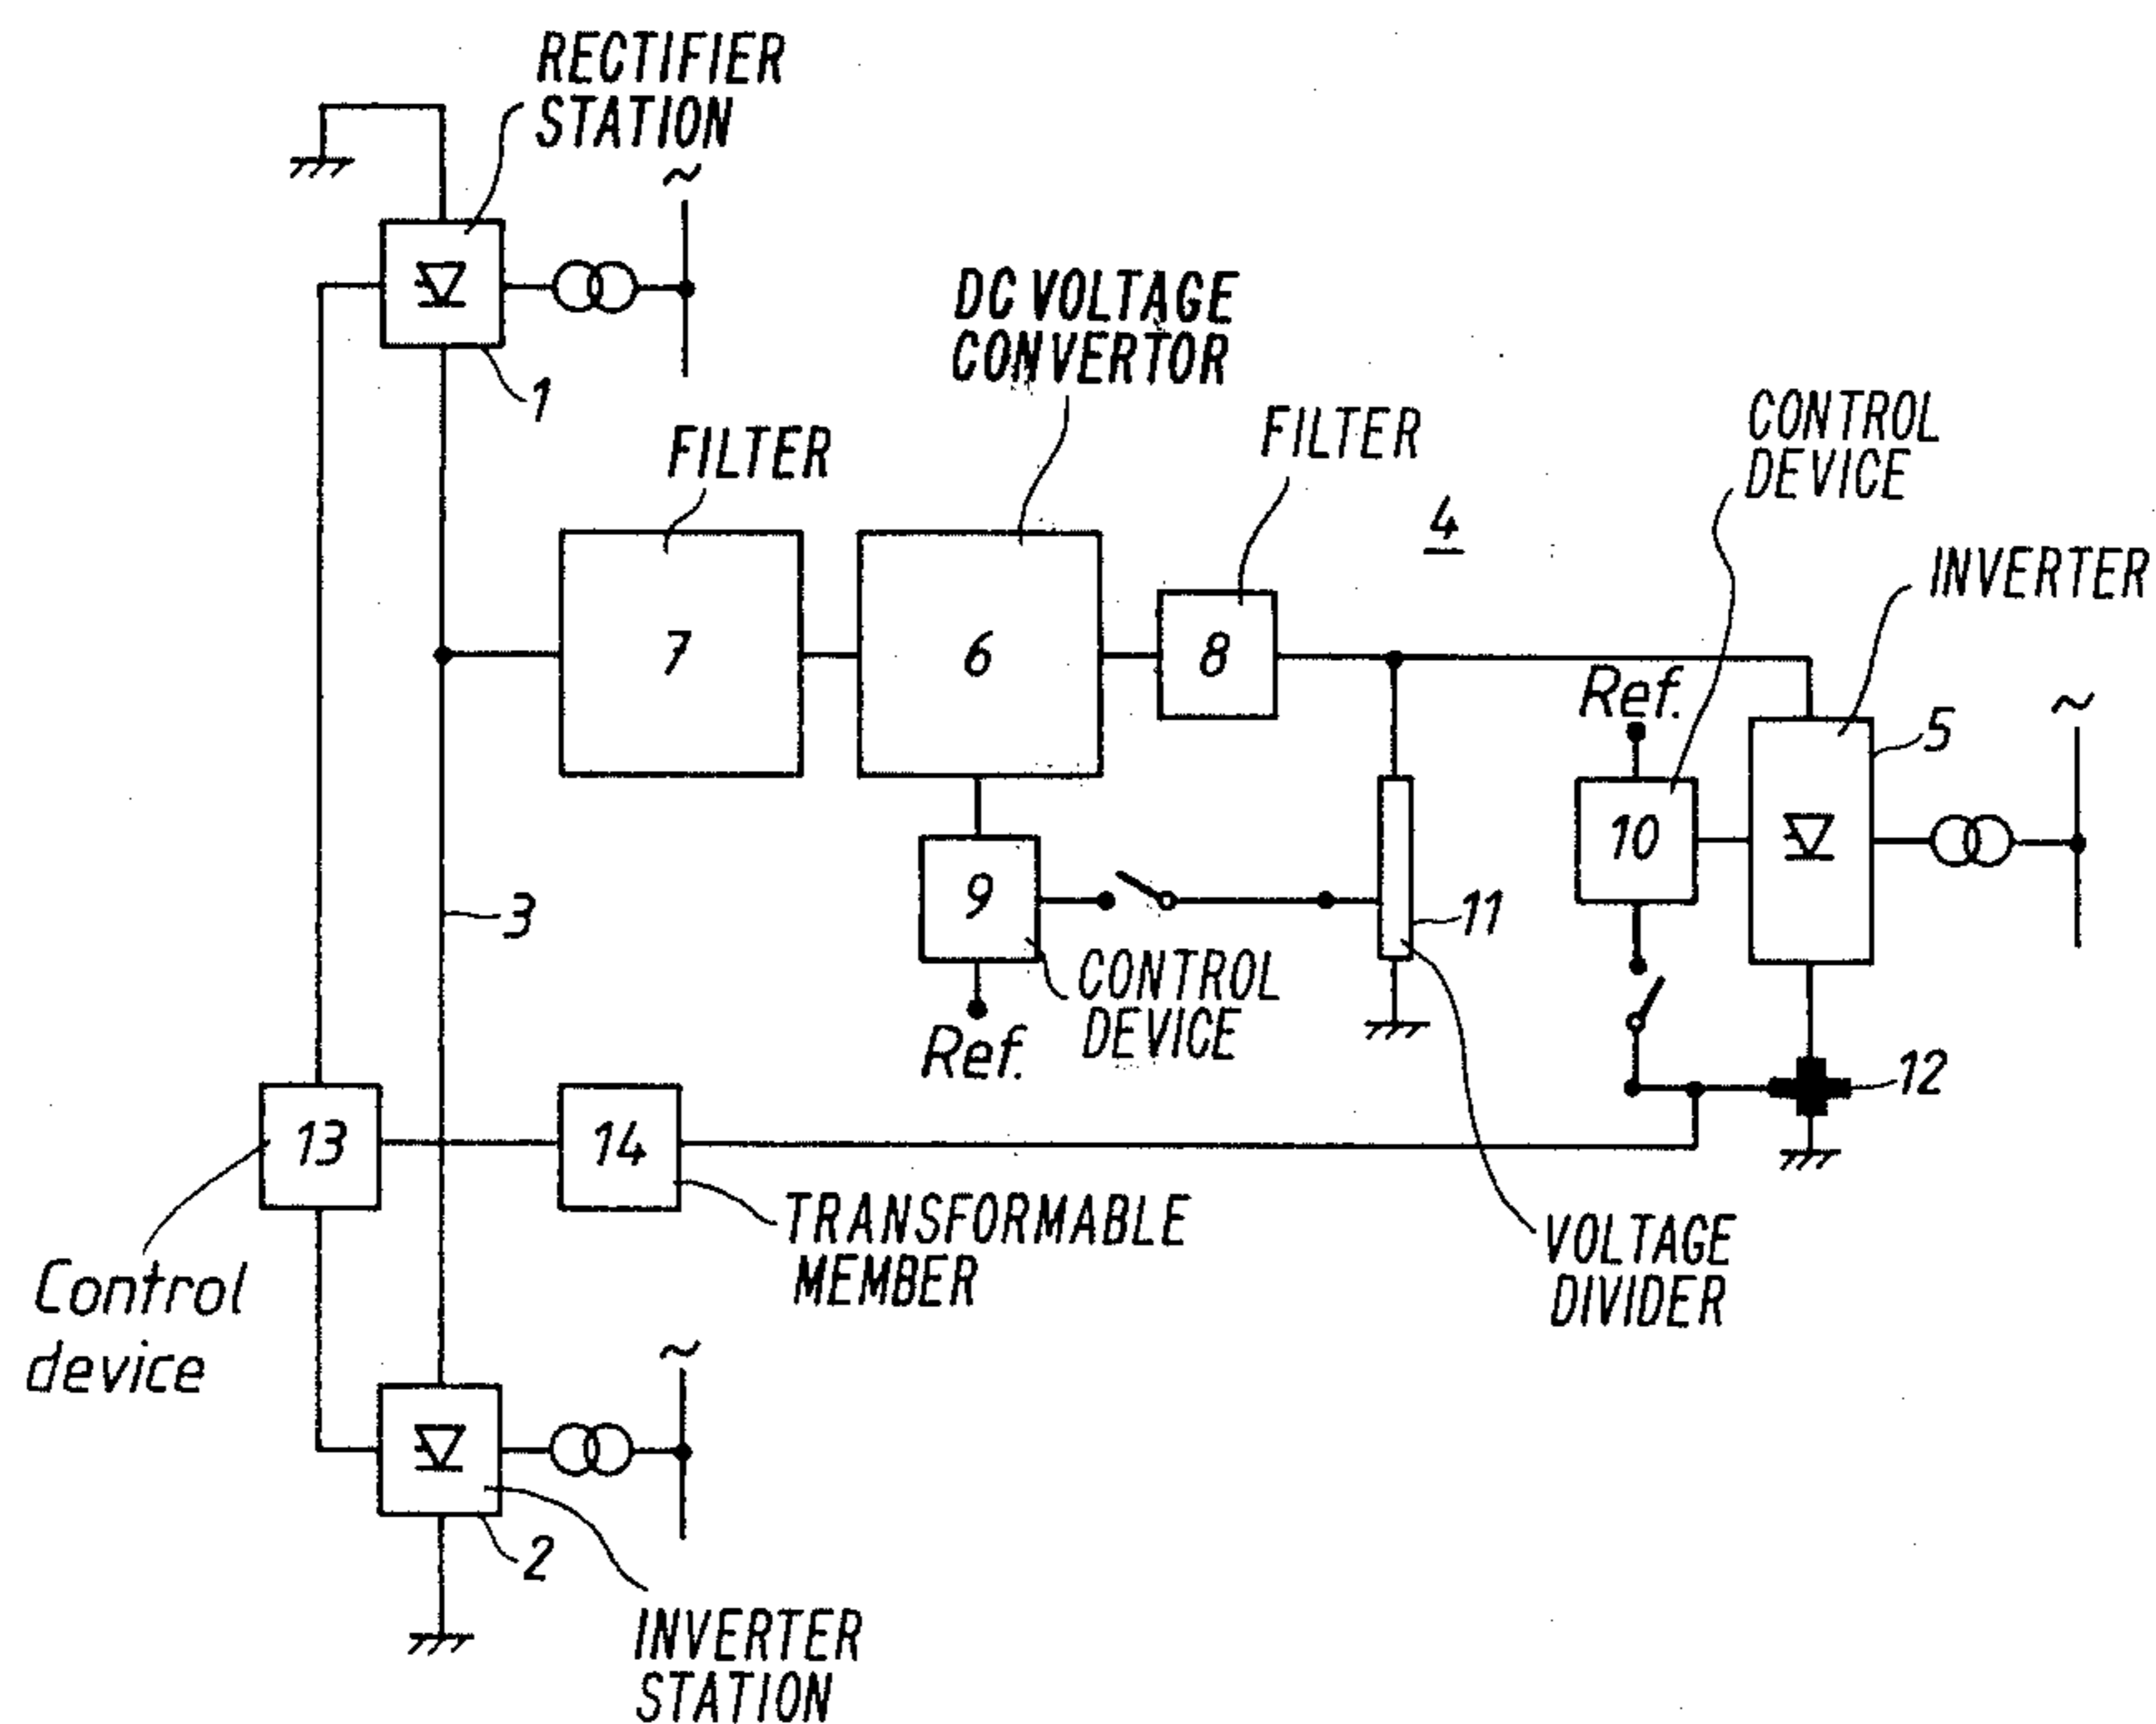 RECTIFIER
STATION
~
1
DC VOLTAGE
CONVERTOR
FILTER
FILTER
CONTROL
DEVICE
4
INVERTER
7
6
8
Ref.
5
~
10
9
11
3
CONTROL
DEVICE
Ref.
12
13
14
TRANSFORMABLE
MEMBER
VOLTAGE
DIVIDER
Control
device
~
2
INVERTER
STATION